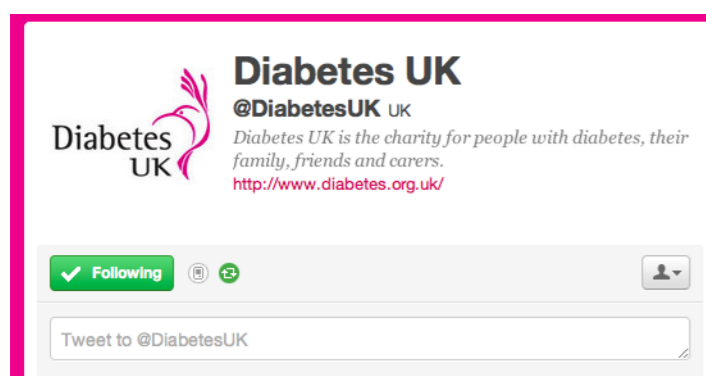 Diabetes
UK
Diabetes UK
@DiabetesUK UK
Diabetes UK is the charity for people with diabetes, their
family, friends and carers.
http://www.diabetes.org.uk/
Following
Tweet to @DiabetesUK